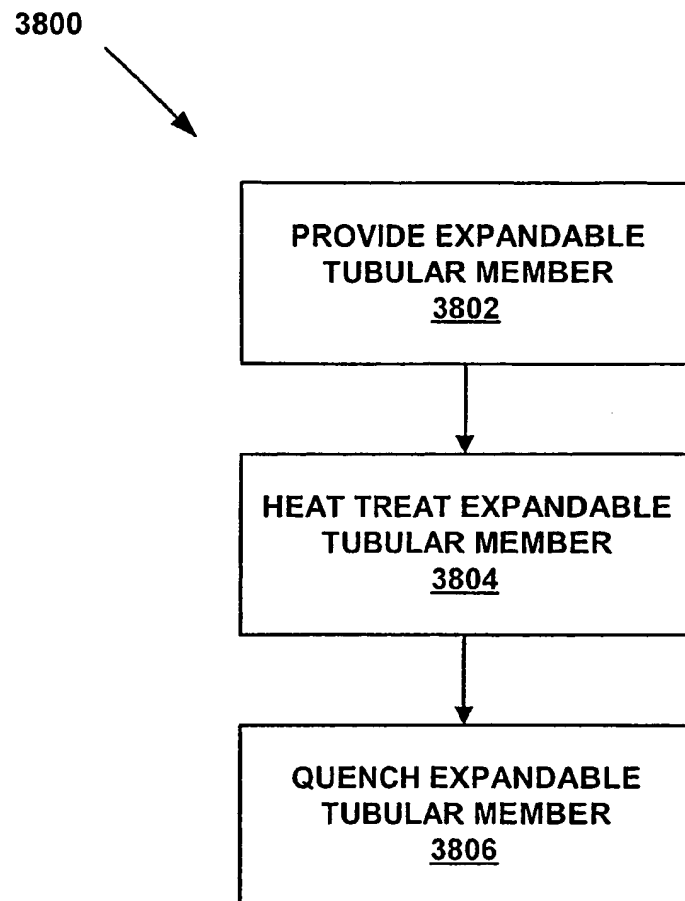 3800
PROVIDE EXPANDABLE
TUBULAR MEMBER
3802
HEAT TREAT EXPANDABLE
TUBULAR MEMBER
3804
QUENCH EXPANDABLE
TUBULAR MEMBER
3806